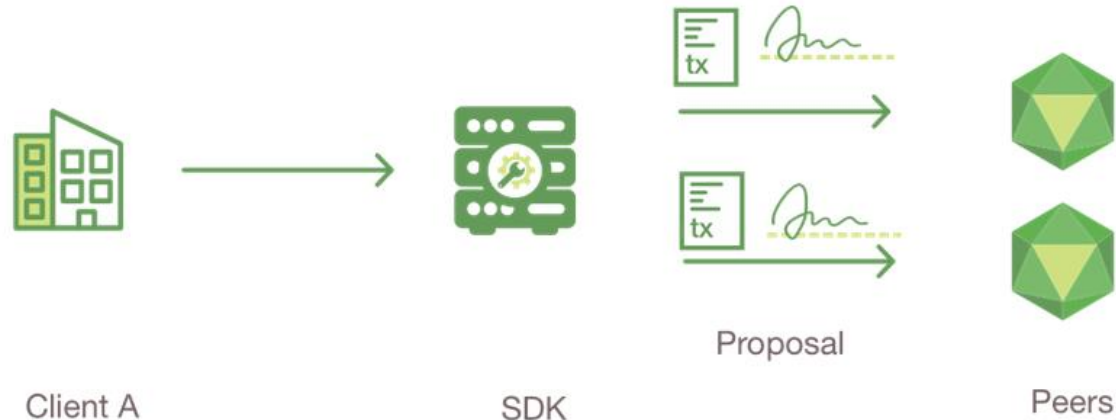 tx
tx
Proposal
Client A
SDK
Peers